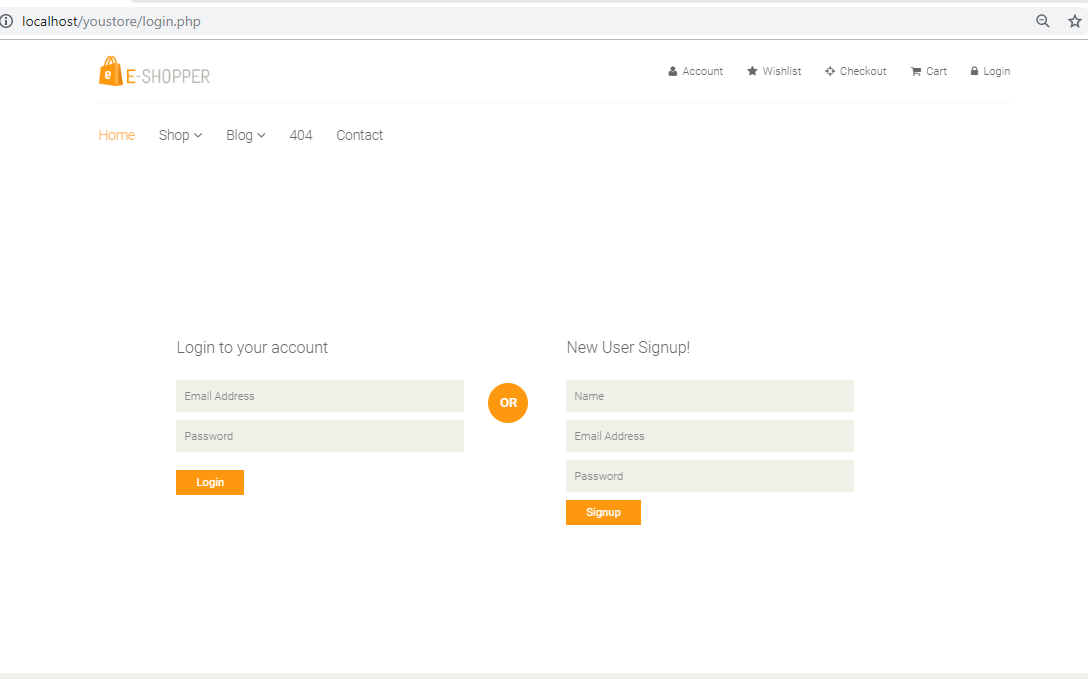 localhost/youstore/login.php
e E-SHOPPER
Account Wishlist Checkout Cart Login
Home Shop Blog 404 Contact
Login to your account
Email Address
Password
Login
OR
New User Signup!
Name
Email Address
Password
Signup